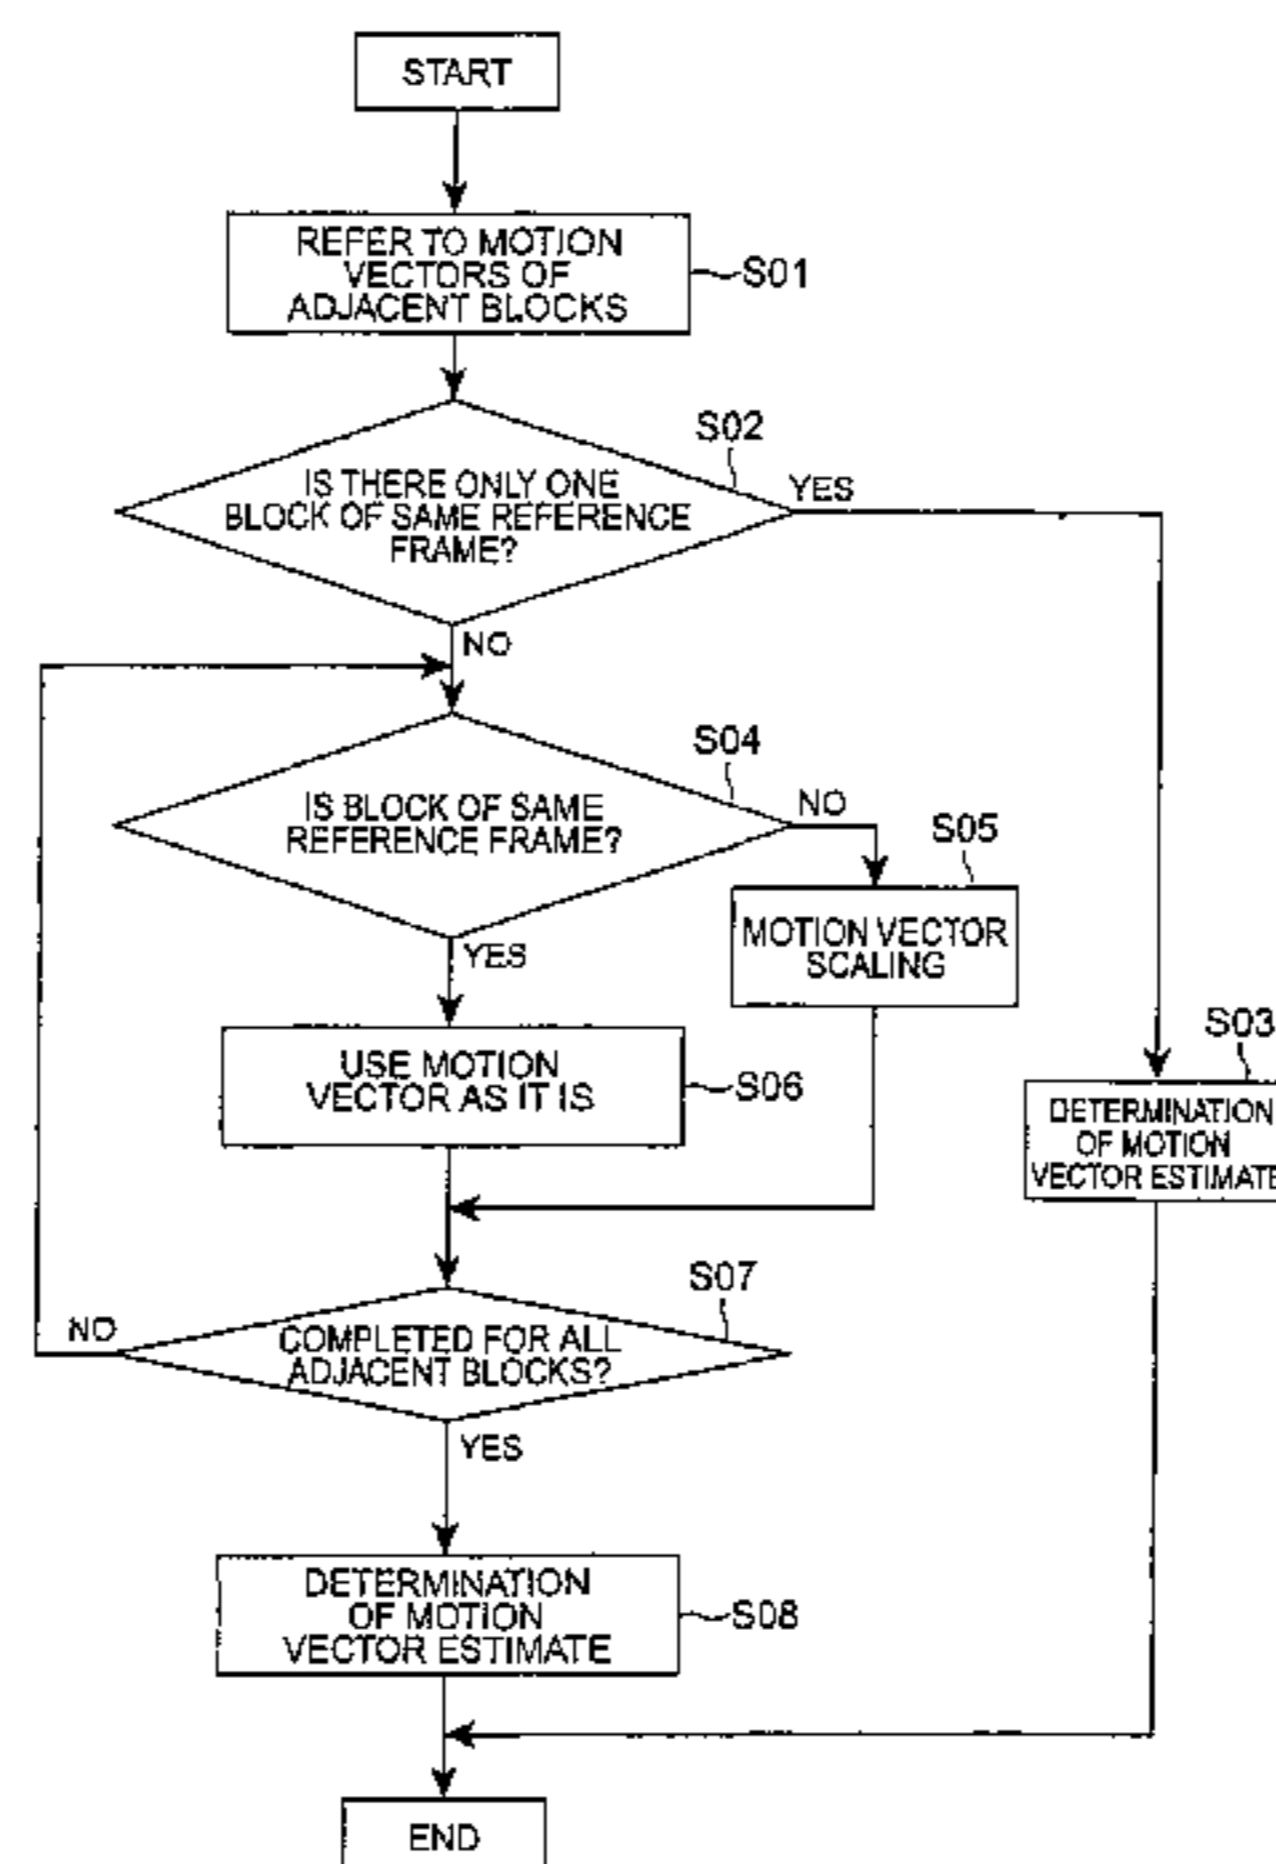 START
REFER TO MOTION
VECTORS OF
ADJACENT BLOCKS
S01
S02
IS THERE ONLY ONE
BLOCK OF SAME REFERENCE
FRAME?
YES
NO
S04
IS BLOCK OF SAME
REFERENCE FRAME?
NO
S05
MOTION VECTOR
SCALING
YES
USE MOTION
VECTOR AS IT IS
S06
S03
DETERMINATION
OF MOTION
VECTOR ESTIMATE
S07
NO
COMPLETED FOR ALL
ADJACENT BLOCKS?
YES
DETERMINATION
OF MOTION
VECTOR ESTIMATE
S08
END